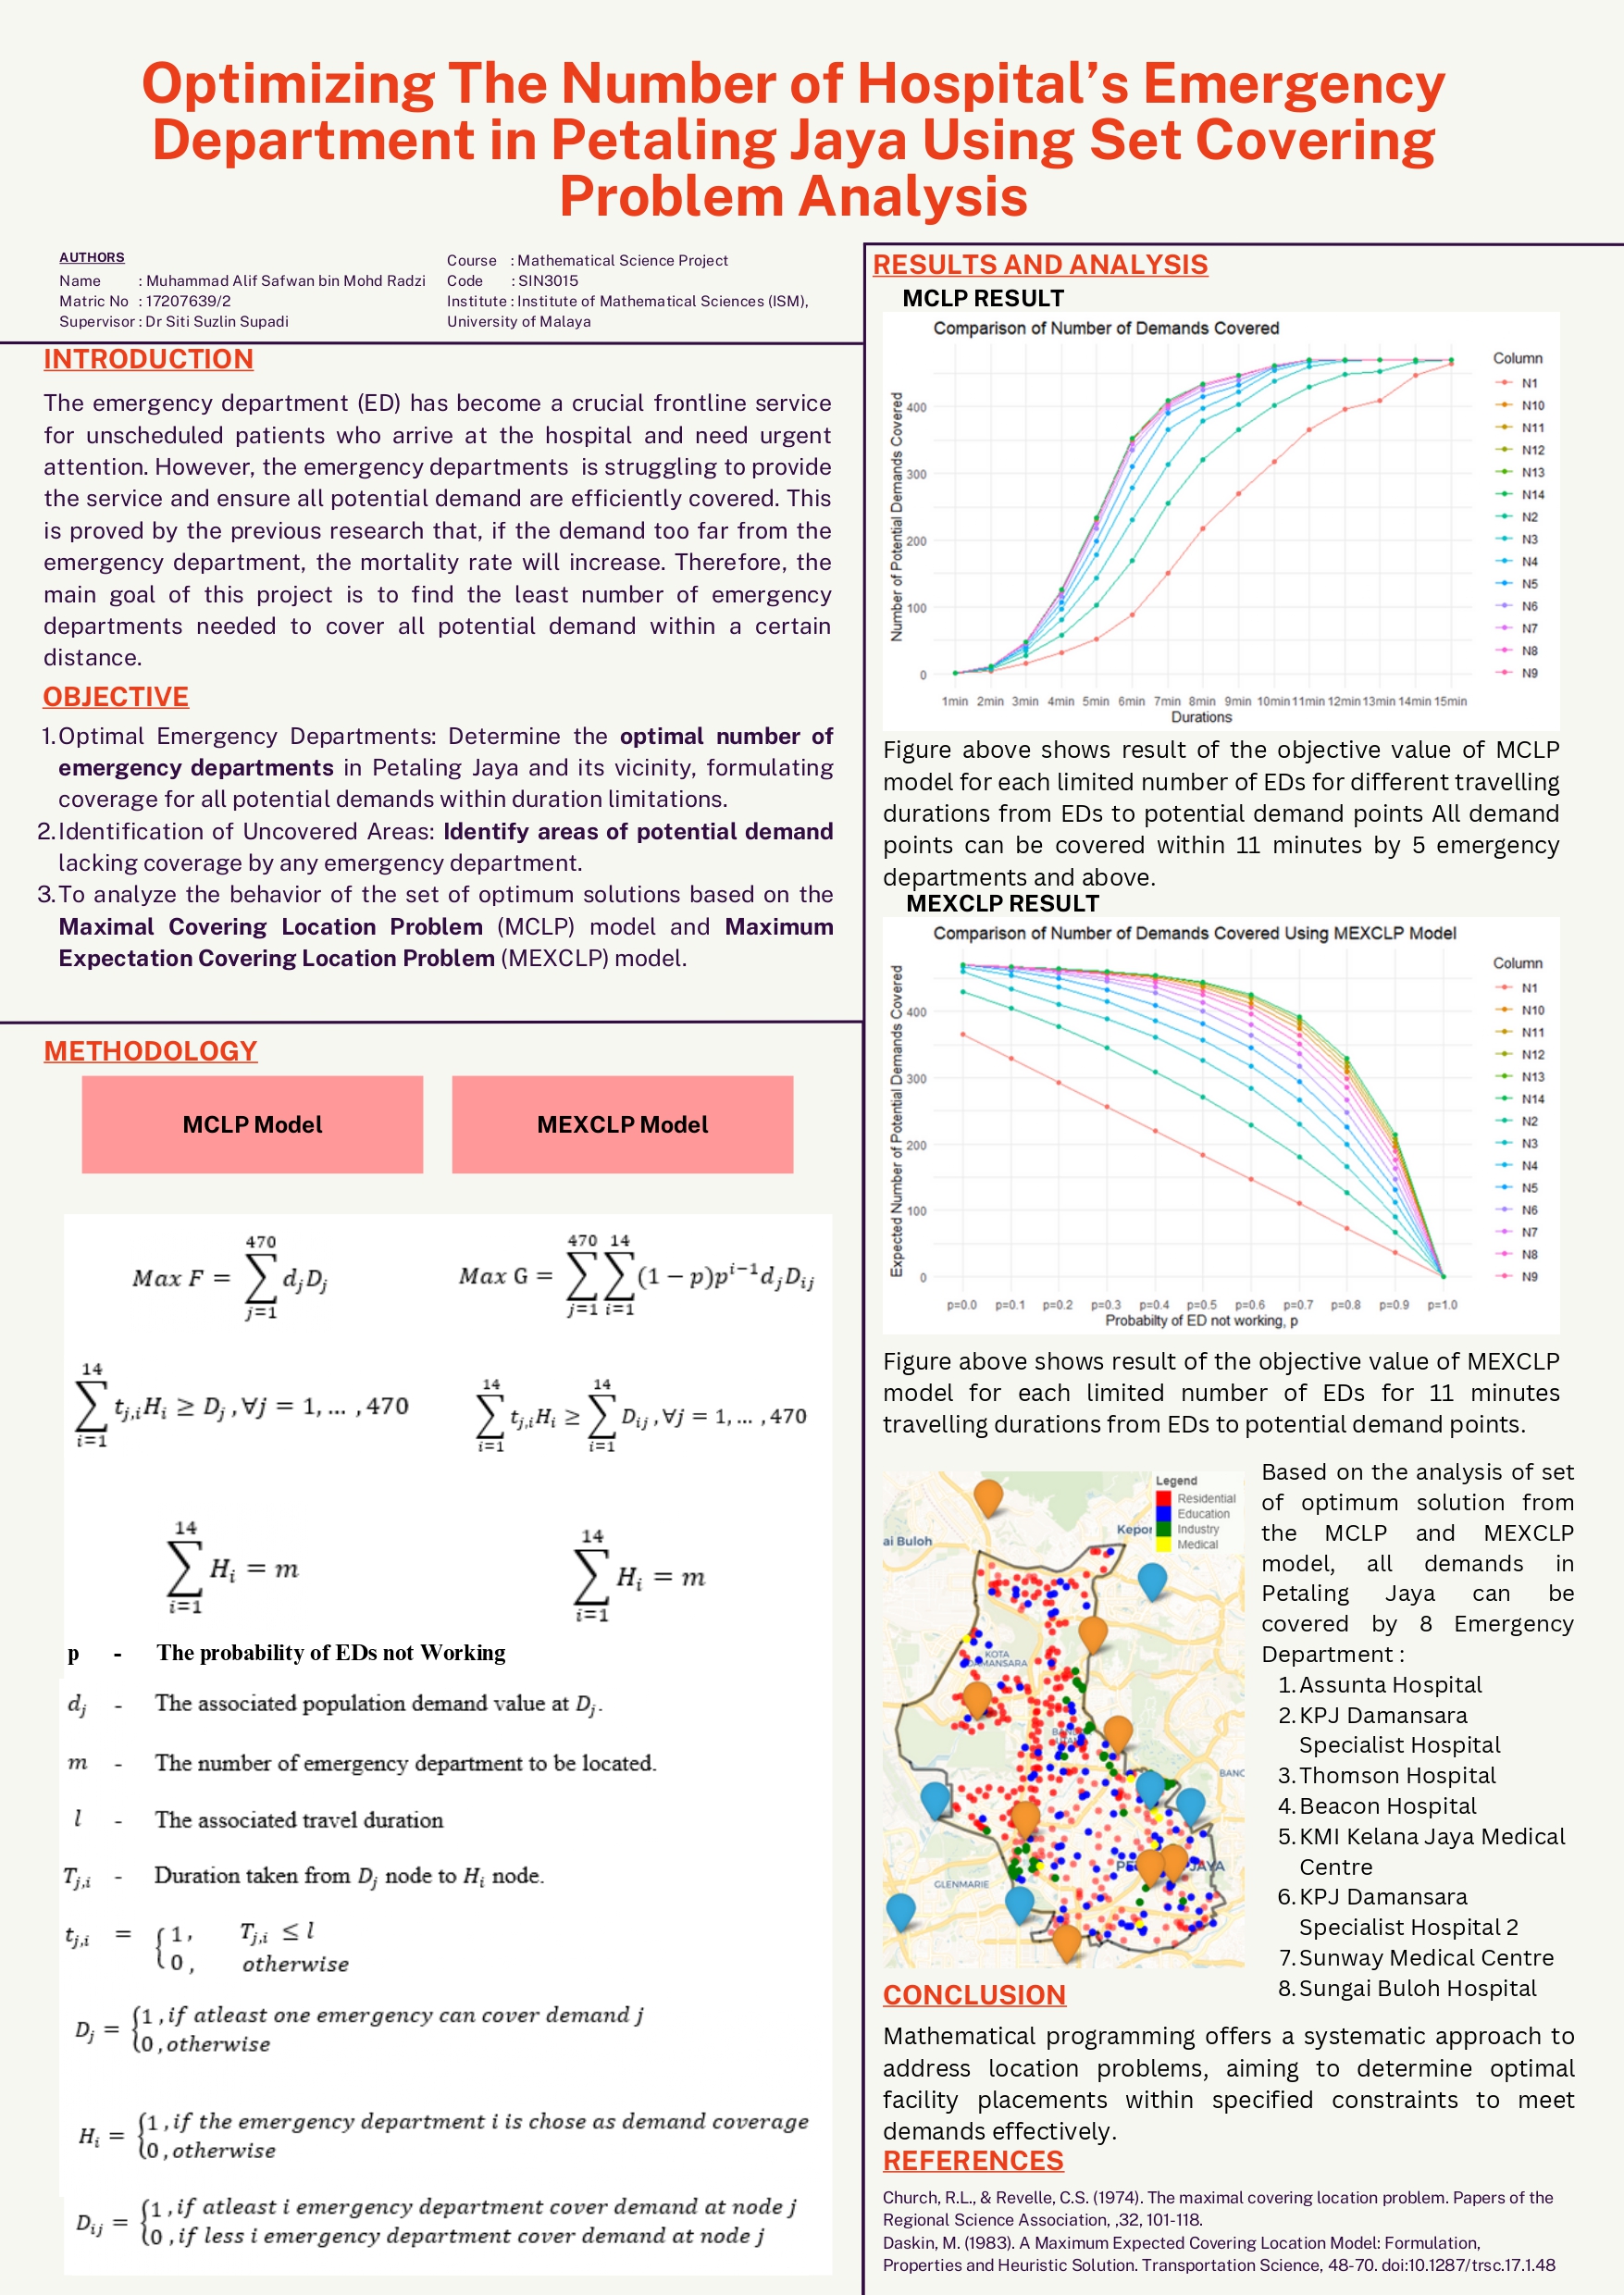 Optimizing The Number of Hospital’s Emergency
Department in Petaling Jaya Using Set Covering
Problem Analysis
AUTHORS
Name : Muhammad Alif Safwan bin Mohd Radzi
Matric No : 17207639/2
Supervisor : Dr Siti Suzlin Supadi
Course : Mathematical Science Project
Code : SIN3015
Institute : Institute of Mathematical Sciences (ISM),
University of Malaya
INTRODUCTION
The emergency department (ED) has become a crucial frontline service
for unscheduled patients who arrive at the hospital and need urgent
attention. However, the emergency departments is struggling to provide
the service and ensure all potential demand are efficiently covered. This
is proved by the previous research that, if the demand too far from the
emergency department, the mortality rate will increase. Therefore, the
main goal of this project is to find the least number of emergency
departments needed to cover all potential demand within a certain
distance.
OBJECTIVE
1. Optimal Emergency Departments: Determine the optimal number of
emergency departments in Petaling Jaya and its vicinity, formulating
coverage for all potential demands within duration limitations.
2. Identification of Uncovered Areas: Identify areas of potential demand
lacking coverage by any emergency department.
3. To analyze the behavior of the set of optimum solutions based on the
Maximal Covering Location Problem (MCLP) model and Maximum
Expectation Covering Location Problem (MEXCLP) model.
METHODOLOGY
MCLP Model
MEXCLP Model
Max F = ∑_{j=1}^{470} d_j D_j
Max G = ∑_{j=1}^{470} ∑_{i=1}^{14} (1 − p)p^{i−1} d_j D_{ij}
∑_{i=1}^{14} t_{j,i} H_i ≥ D_j , ∀j = 1, ... , 470
∑_{i=1}^{14} t_{j,i} H_i ≥ ∑_{i=1}^{14} D_{ij} , ∀j = 1, ... , 470
∑_{i=1}^{14} H_i = m
∑_{i=1}^{14} H_i = m
p - The probability of EDs not Working
d_j - The associated population demand value at D_j.
m - The number of emergency department to be located.
l - The associated travel duration
T_{j,i} - Duration taken from D_j node to H_i node.
t_{j,i} = { 1 , T_{j,i} ≤ l
0 , otherwise
D_j = { 1 , if atleast one emergency can cover demand j
0 , otherwise
H_i = { 1 , if the emergency department i is chose as demand coverage
0 , otherwise
D_{ij} = { 1 , if atleast i emergency department cover demand at node j
0 , if less i emergency department cover demand at node j
RESULTS AND ANALYSIS
MCLP RESULT
Comparison of Number of Demands Covered
Number of Potential Demands Covered
400
300
200
100
0
1min 2min 3min 4min 5min 6min 7min 8min 9min 10min 11min 12min 13min 14min 15min
Durations
Column
N1
N10
N11
N12
N13
N14
N2
N3
N4
N5
N6
N7
N8
N9
Figure above shows result of the objective value of MCLP
model for each limited number of EDs for different travelling
durations from EDs to potential demand points All demand
points can be covered within 11 minutes by 5 emergency
departments and above.
MEXCLP RESULT
Comparison of Number of Demands Covered Using MEXCLP Model
Expected Number of Potential Demands Covered
400
300
200
100
0
p=0.0 p=0.1 p=0.2 p=0.3 p=0.4 p=0.5 p=0.6 p=0.7 p=0.8 p=0.9 p=1.0
Probabilty of ED not working, p
Column
N1
N10
N11
N12
N13
N14
N2
N3
N4
N5
N6
N7
N8
N9
Figure above shows result of the objective value of MEXCLP
model for each limited number of EDs for 11 minutes
travelling durations from EDs to potential demand points.
Legend
Residential
Education
Industry
Medical
ai Buloh
Kepor
KOTA
DAMANSARA
BANC
GLENMARIE
JAYA
Based on the analysis of set
of optimum solution from
the MCLP and MEXCLP
model, all demands in
Petaling Jaya can be
covered by 8 Emergency
Department :
1. Assunta Hospital
2. KPJ Damansara
Specialist Hospital
3. Thomson Hospital
4. Beacon Hospital
5. KMI Kelana Jaya Medical
Centre
6. KPJ Damansara
Specialist Hospital 2
7. Sunway Medical Centre
8. Sungai Buloh Hospital
CONCLUSION
Mathematical programming offers a systematic approach to
address location problems, aiming to determine optimal
facility placements within specified constraints to meet
demands effectively.
REFERENCES
Church, R.L., & Revelle, C.S. (1974). The maximal covering location problem. Papers of the
Regional Science Association, ,32, 101-118.
Daskin, M. (1983). A Maximum Expected Covering Location Model: Formulation,
Properties and Heuristic Solution. Transportation Science, 48-70. doi:10.1287/trsc.17.1.48